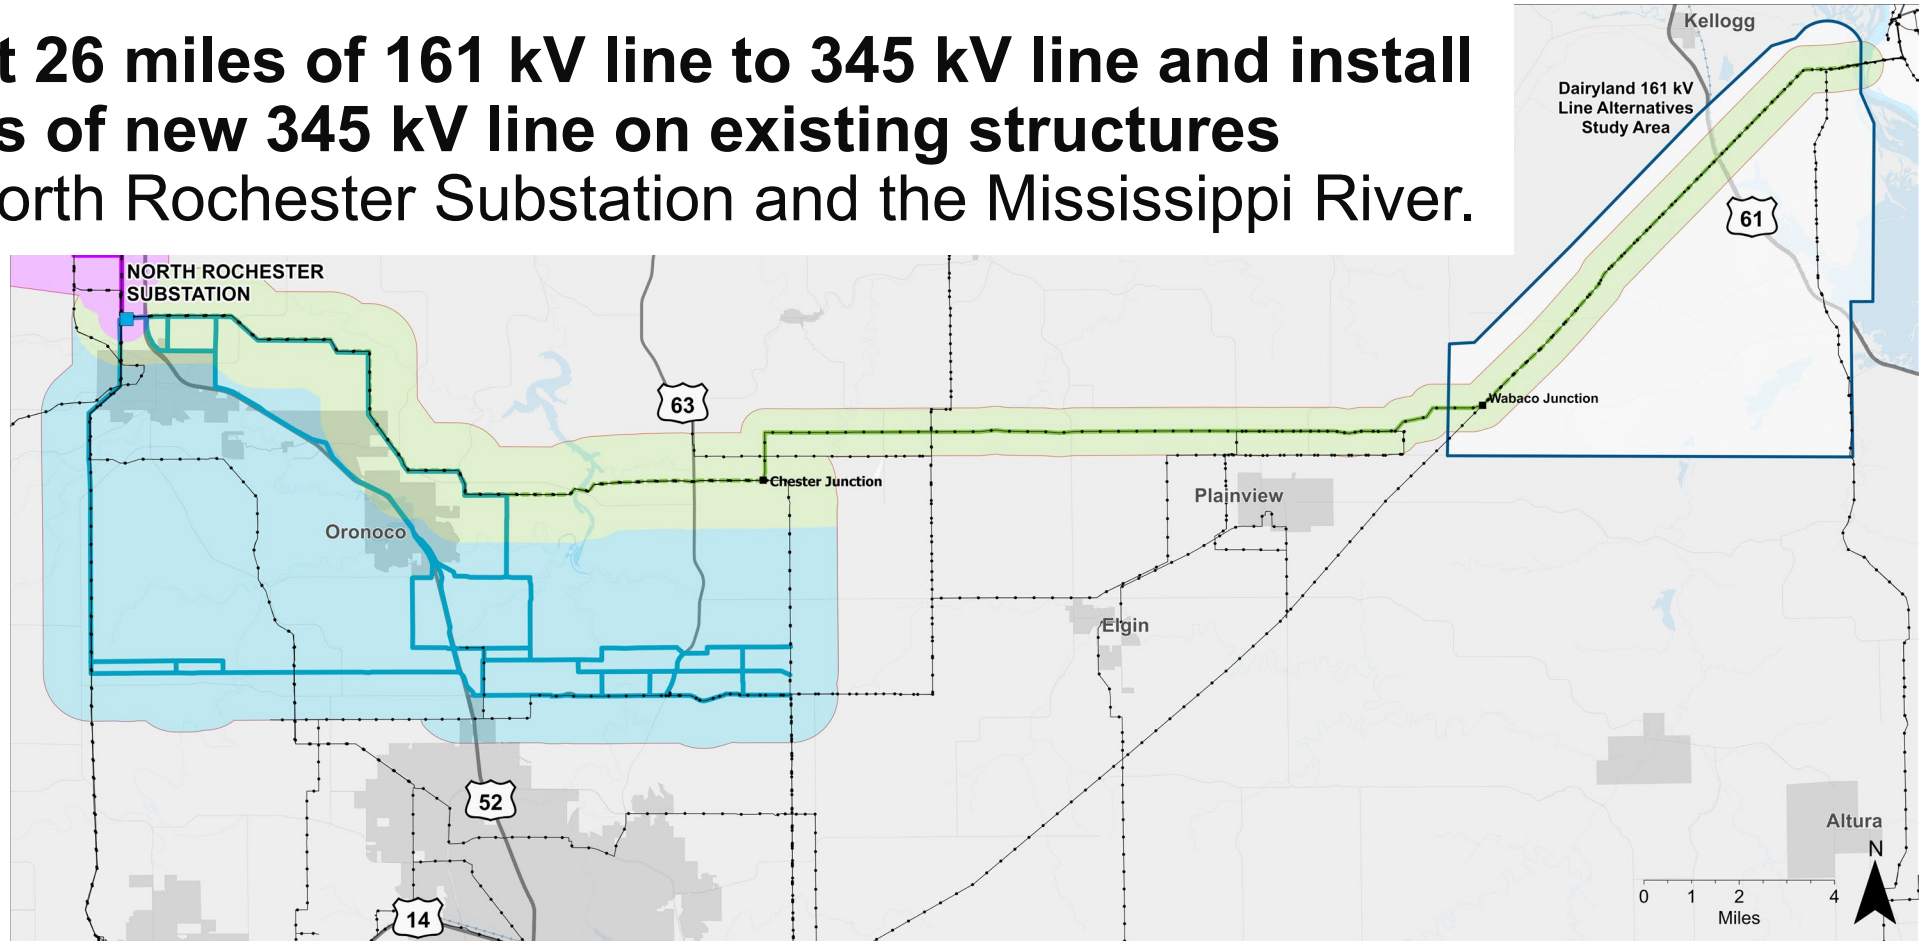 t 26 miles of 161 kV line to 345 kV line and install
s of new 345 kV line on existing structures
orth Rochester Substation and the Mississippi River.
Kellogg
Dairyland 161 kV
Line Alternatives
Study Area
61
NORTH ROCHESTER
SUBSTATION
63
Wabaco Junction
Chester Junction
Plainview
Oronoco
Elgin
52
Altura
N
0 1 2 4
Miles
14